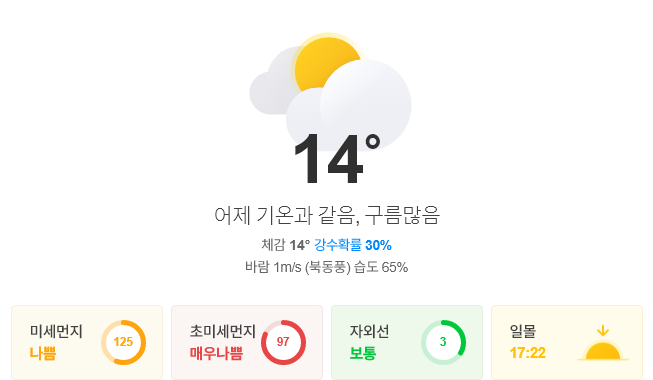 14°
어제 기온과 같음, 구름많음
체감 14° 강수확률 30%
바람 1m/s (북동풍) 습도 65%
미세먼지
나쁨
125
초미세먼지
매우나쁨
97
자외선
보통
3
일몰
17:22